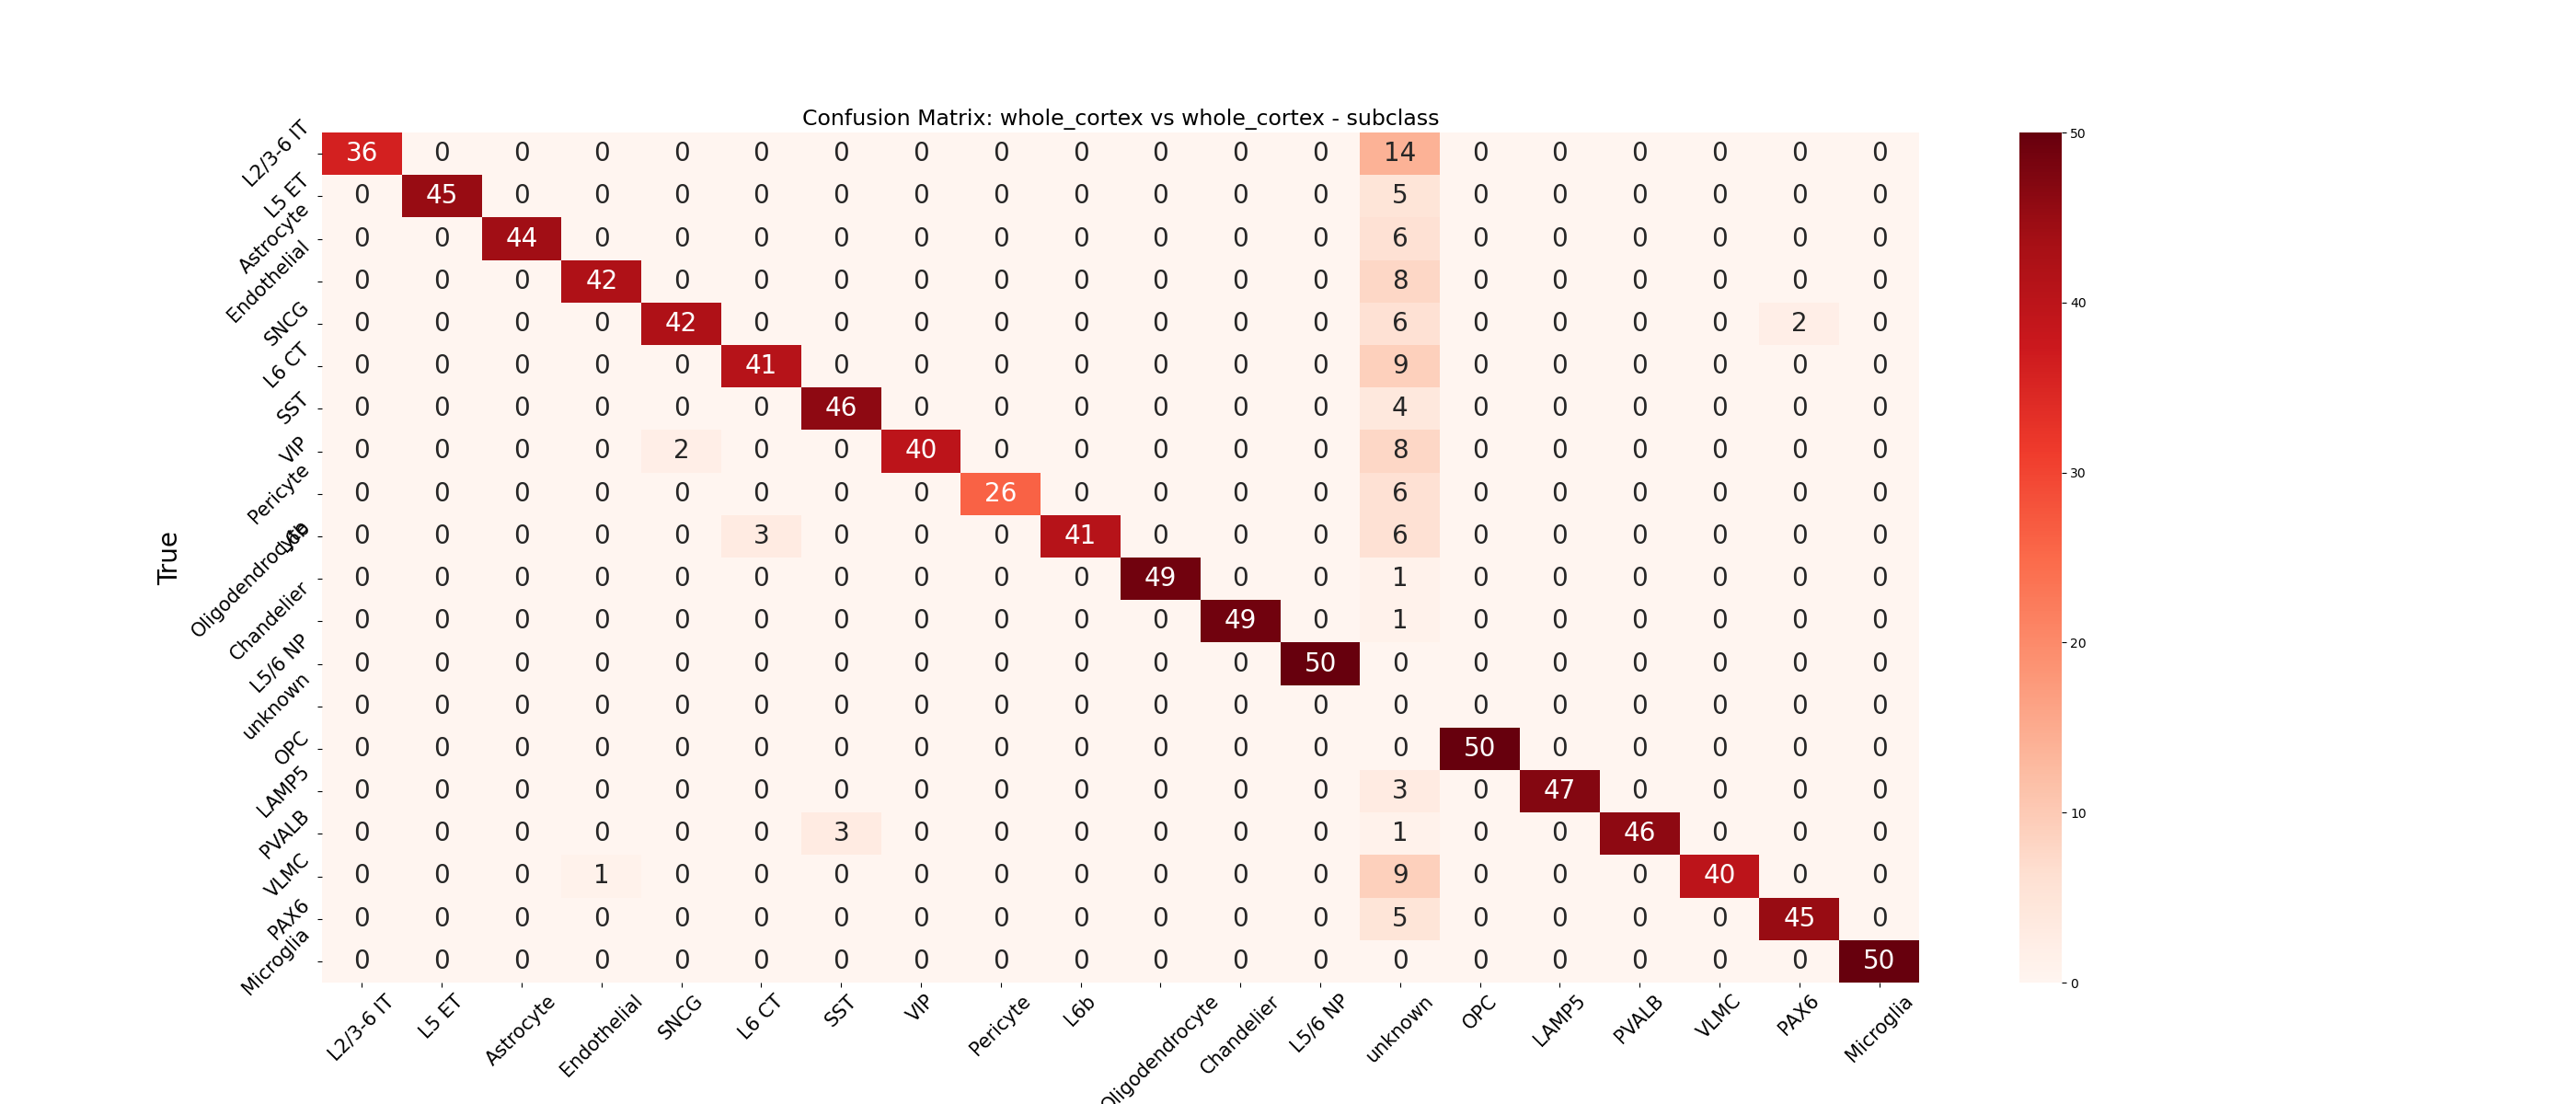 Confusion Matrix: whole_cortex vs whole_cortex - subclass
True
L2/3-6 IT 36 0 0 0 0 0 0 0 0 0 0 0 0 14 0 0 0 0 0 0
L5 ET 0 45 0 0 0 0 0 0 0 0 0 0 0 5 0 0 0 0 0 0
Astrocyte 0 0 44 0 0 0 0 0 0 0 0 0 0 6 0 0 0 0 0 0
Endothelial 0 0 0 42 0 0 0 0 0 0 0 0 0 8 0 0 0 0 0 0
SNCG 0 0 0 0 42 0 0 0 0 0 0 0 0 6 0 0 0 0 2 0
L6 CT 0 0 0 0 0 41 0 0 0 0 0 0 0 9 0 0 0 0 0 0
SST 0 0 0 0 0 0 46 0 0 0 0 0 0 4 0 0 0 0 0 0
VIP 0 0 0 0 2 0 0 40 0 0 0 0 0 8 0 0 0 0 0 0
Pericyte 0 0 0 0 0 0 0 0 26 0 0 0 0 6 0 0 0 0 0 0
L6b 0 0 0 0 0 3 0 0 0 41 0 0 0 6 0 0 0 0 0 0
Oligodendrocyte 0 0 0 0 0 0 0 0 0 0 49 0 0 1 0 0 0 0 0 0
Chandelier 0 0 0 0 0 0 0 0 0 0 0 49 0 1 0 0 0 0 0 0
L5/6 NP 0 0 0 0 0 0 0 0 0 0 0 0 50 0 0 0 0 0 0 0
unknown 0 0 0 0 0 0 0 0 0 0 0 0 0 0 0 0 0 0 0 0
OPC 0 0 0 0 0 0 0 0 0 0 0 0 0 0 50 0 0 0 0 0
LAMP5 0 0 0 0 0 0 0 0 0 0 0 0 0 3 0 47 0 0 0 0
PVALB 0 0 0 0 0 0 3 0 0 0 0 0 0 1 0 0 46 0 0 0
VLMC 0 0 0 1 0 0 0 0 0 0 0 0 0 9 0 0 0 40 0 0
PAX6 0 0 0 0 0 0 0 0 0 0 0 0 0 5 0 0 0 0 45 0
Microglia 0 0 0 0 0 0 0 0 0 0 0 0 0 0 0 0 0 0 0 50
L2/3-6 IT L5 ET Astrocyte Endothelial SNCG L6 CT SST VIP Pericyte L6b Oligodendrocyte Chandelier L5/6 NP unknown OPC LAMP5 PVALB VLMC PAX6 Microglia
50
40
30
20
10
0